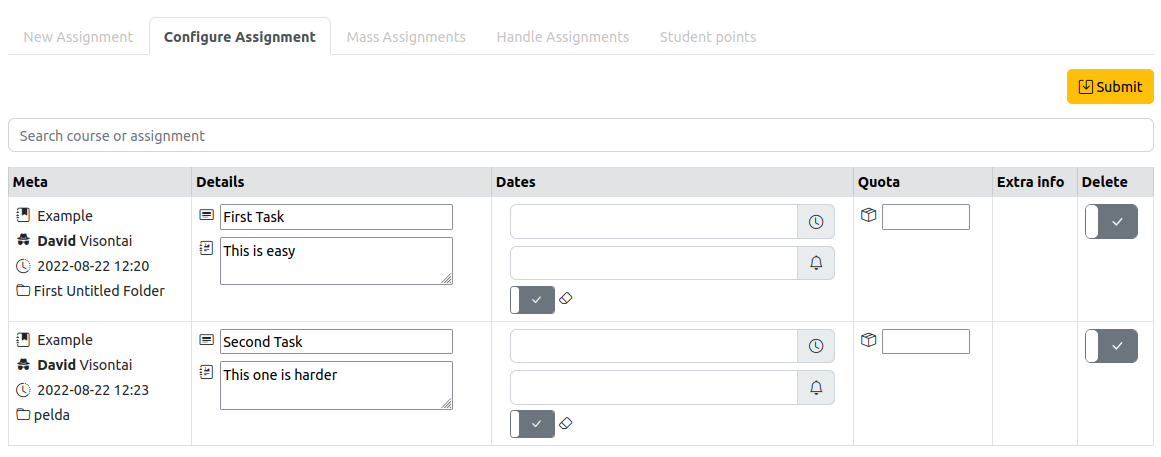 New Assignment Configure Assignment Mass Assignments Handle Assignments Student points
Submit
Search course or assignment
Meta Details Dates Quota Extra info Delete
Example
David Visontai
2022-08-22 12:20
First Untitled Folder
First Task
This is easy
Example
David Visontai
2022-08-22 12:23
pelda
Second Task
This one is harder